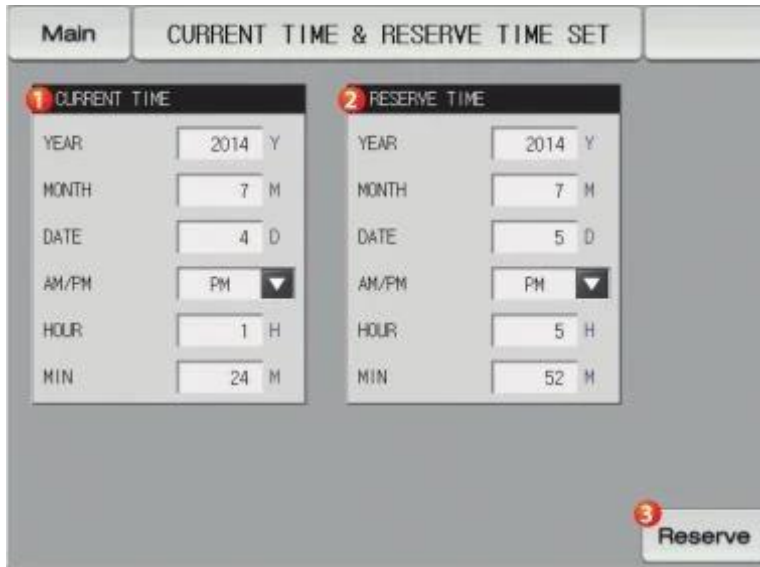 Main
CURRENT TIME & RESERVE TIME SET
1 CURRENT TIME
YEAR 2014 Y
MONTH 7 M
DATE 4 D
AM/PM PM
HOUR 1 H
MIN 24 M
2 RESERVE TIME
YEAR 2014 Y
MONTH 7 M
DATE 5 D
AM/PM PM
HOUR 5 H
MIN 52 M
3
Reserve